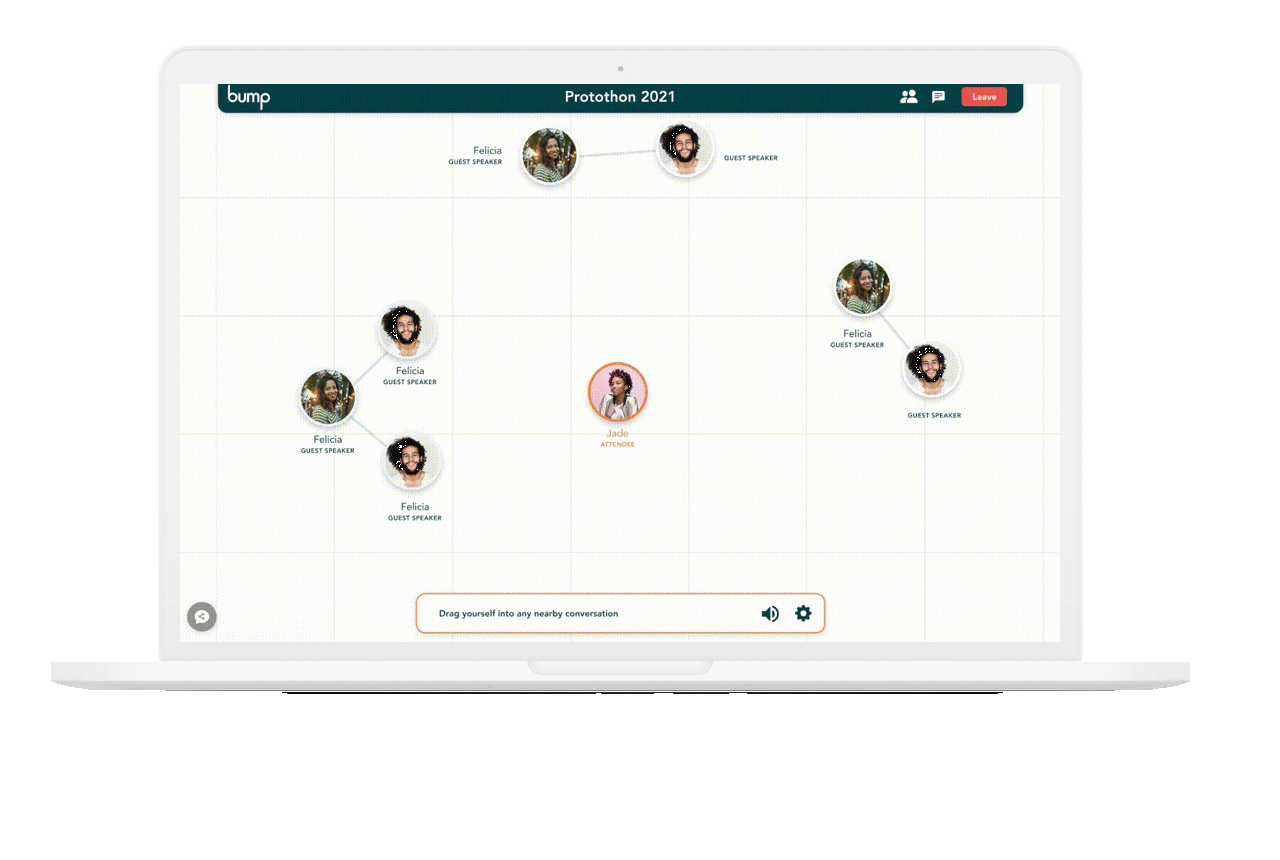 bump
Protothon 2021
Leave
Felicia
GUEST SPEAKER
GUEST SPEAKER
Felicia
GUEST SPEAKER
GUEST SPEAKER
Felicia
GUEST SPEAKER
Felicia
GUEST SPEAKER
Felicia
GUEST SPEAKER
Jade
ATTENDEE
Drag yourself into any nearby conversation